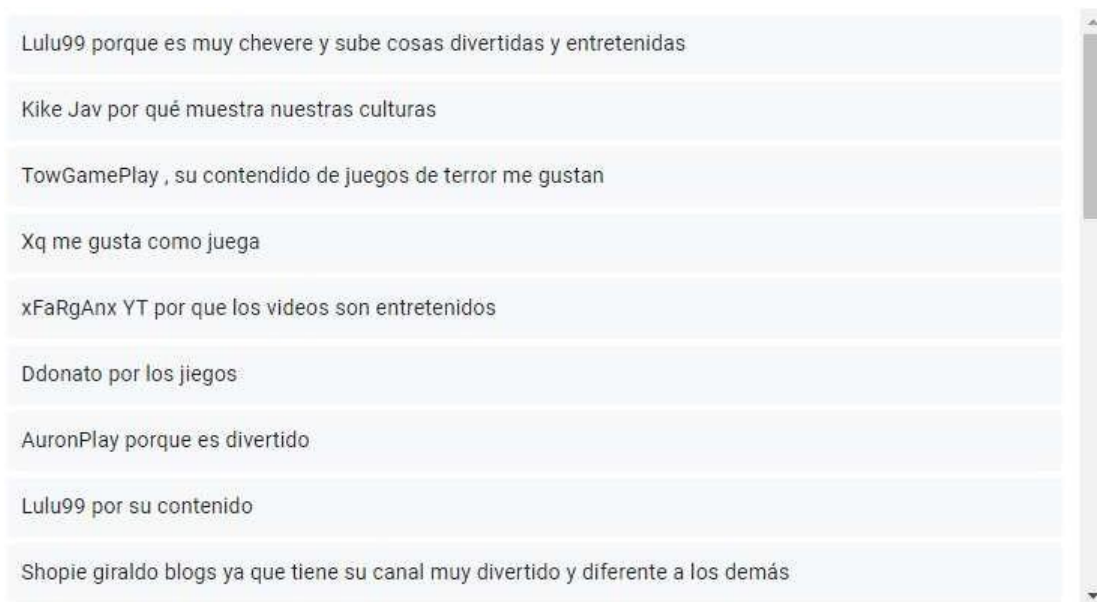 Lulu99 porque es muy chevere y sube cosas divertidas y entretenidas
Kike Jav por qué muestra nuestras culturas
TowGamePlay , su contendido de juegos de terror me gustan
Xq me gusta como juega
xFaRgAnx YT por que los videos son entretenidos
Ddonato por los jiegos
AuronPlay porque es divertido
Lulu99 por su contenido
Shopie giraldo blogs ya que tiene su canal muy divertido y diferente a los demás